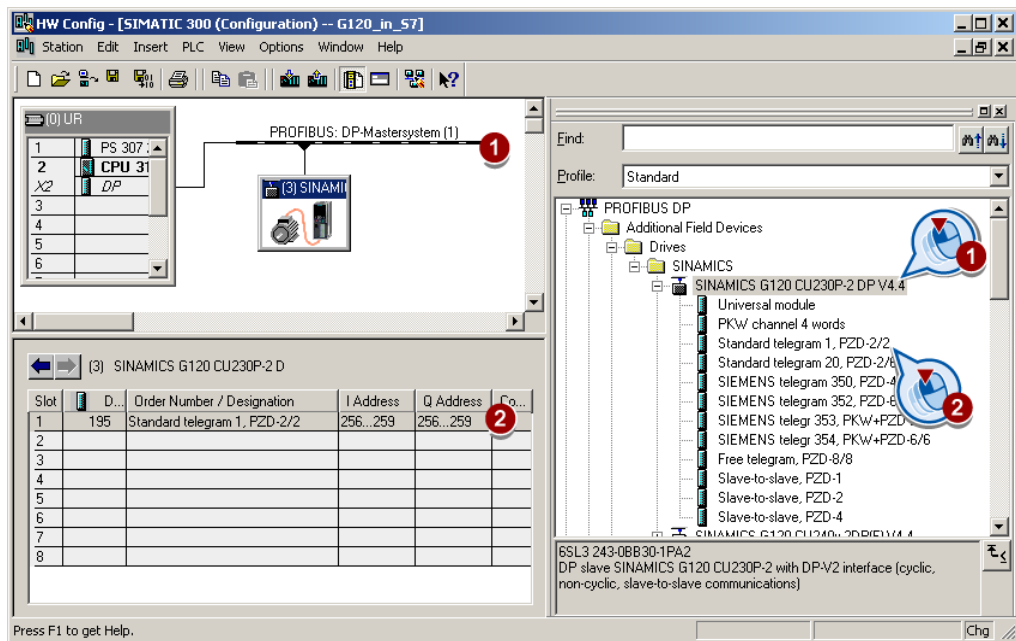 HW Config - [SIMATIC 300 (Configuration) -- G120_in_S7]
Station Edit Insert PLC View Options Window Help
(0) UR
1 PS 307
2 CPU 31
X2 DP
3
4
5
6
PROFIBUS: DP-Mastersystem (1)
1
(3) SINAMI
(3) SINAMICS G120 CU230P-2 D
Slot D... Order Number / Designation I Address Q Address Co...
1 195 Standard telegram 1, PZD-2/2 256...259 256...259
2
2
3
4
5
6
7
8
Find:
Profile: Standard
PROFIBUS DP
Additional Field Devices
Drives
SINAMICS
1
SINAMICS G120 CU230P-2 DP V4.4
Universal module
PKW channel 4 words
Standard telegram 1, PZD-2/2
Standard telegram 20, PZD-2/
SIEMENS telegram 350, PZD-4
SIEMENS telegram 352, PZD-
2
SIEMENS telegr 353, PKW+PZD
SIEMENS telegr 354, PKW+PZD-6/6
Free telegram, PZD-8/8
Slave-to-slave, PZD-1
Slave-to-slave, PZD-2
Slave-to-slave, PZD-4
SINAMICS G120 CU240
6SL3 243-0BB30-1PA2
DP slave SINAMICS G120 CU230P-2 with DP-V2 interface (cyclic,
non-cyclic, slave-to-slave communications)
Press F1 to get Help.
Chg